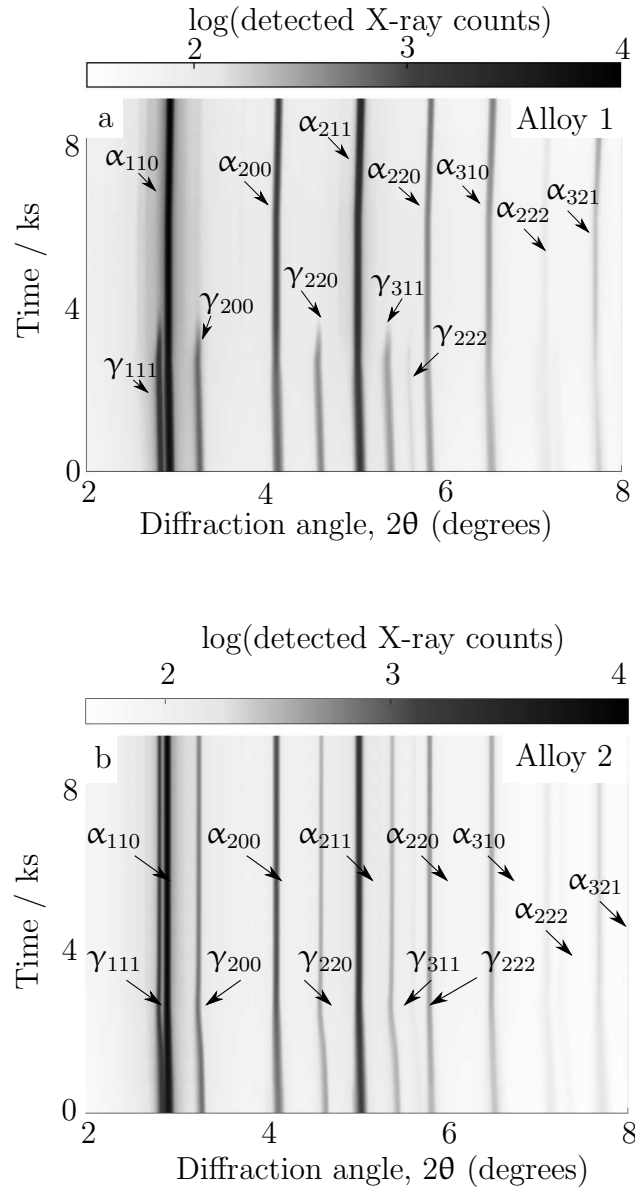 log(detected X-ray counts)
2 3 4
a Alloy 1
α211
α110 α200 α220 α310
α222 α321
8
γ200 γ220 γ311
4
γ111 γ222
0
Time / ks
2 4 6 8
Diffraction angle, 2θ (degrees)
log(detected X-ray counts)
2 3 4
b Alloy 2
8
α110 α200 α211 α220 α310
α222 α321
4
γ111 γ200 γ220 γ311 γ222
0
Time / ks
2 4 6 8
Diffraction angle, 2θ (degrees)